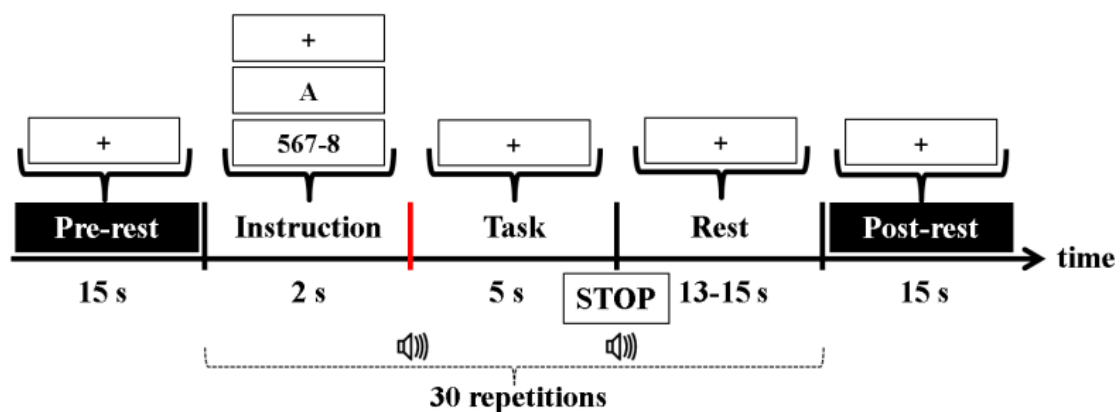 +
A
+ 567-8 + + +
Pre-rest Instruction Task Rest Post-rest
time
15 s 2 s 5 s STOP 13-15 s 15 s
30 repetitions